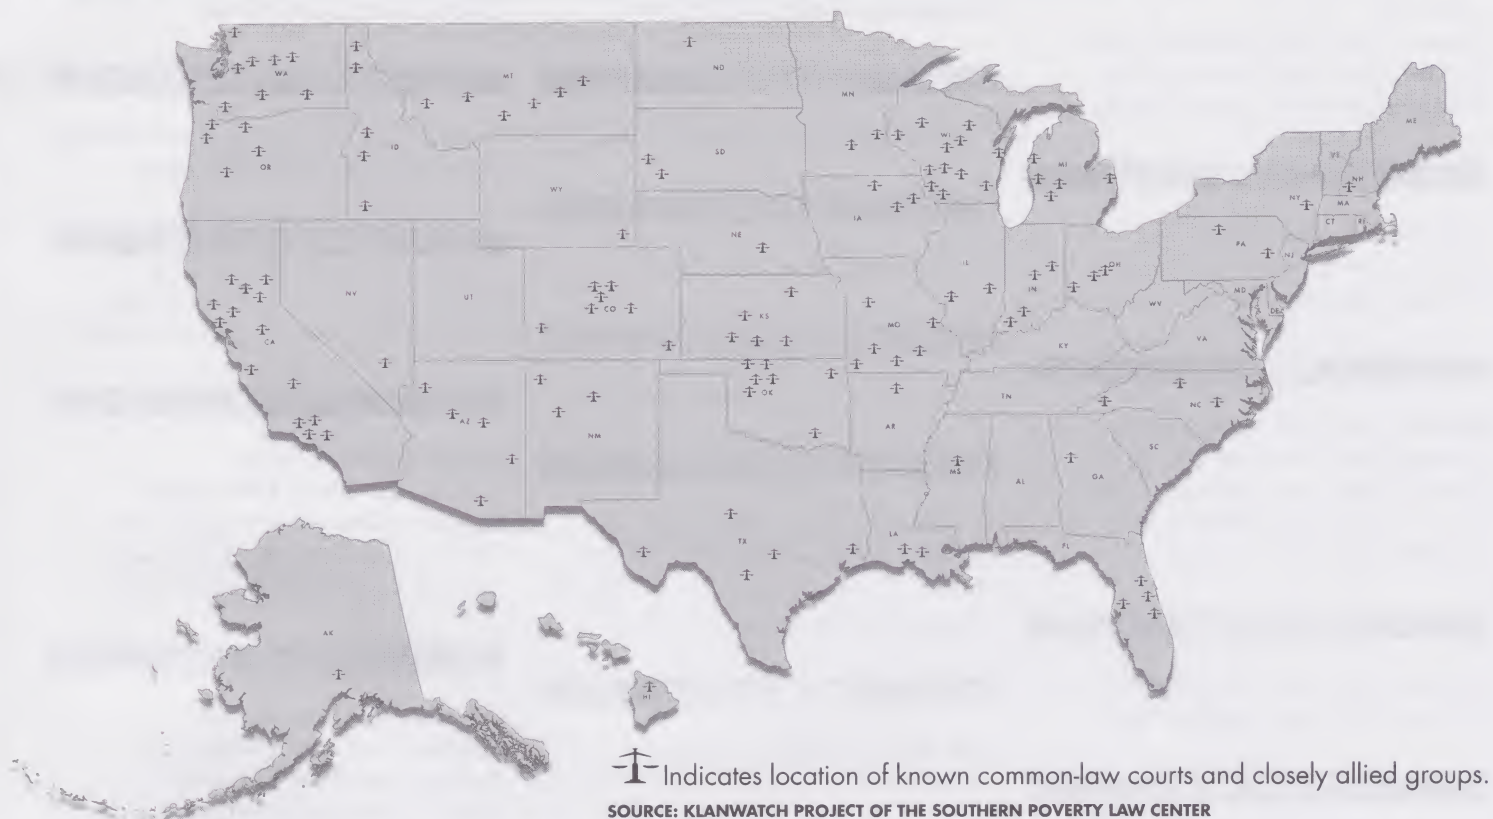 WA
MT
ND
MN
ME
OR
ID
SD
WI
MI
VT
NH
NY
MA
CT
RI
WY
IA
NE
PA
NJ
NV
UT
CO
IL
IN
OH
MD
DE
WV
VA
KS
MO
KY
CA
AZ
NM
OK
AR
TN
NC
SC
MS
AL
GA
TX
LA
FL
AK
HI
Indicates location of known common-law courts and closely allied groups.
SOURCE: KLANWATCH PROJECT OF THE SOUTHERN POVERTY LAW CENTER